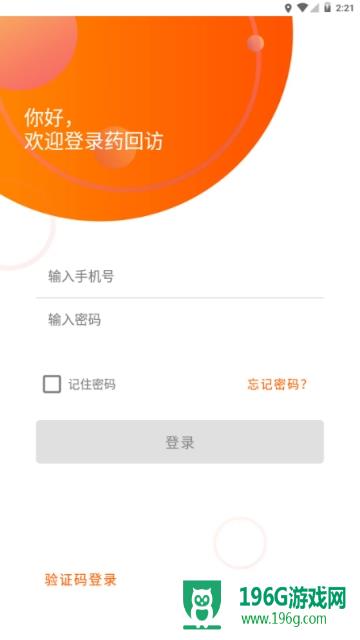 2:21
你好，
欢迎登录药回访
输入手机号
输入密码
记住密码
忘记密码？
登录
验证码登录
196G游戏网
www.196g.com